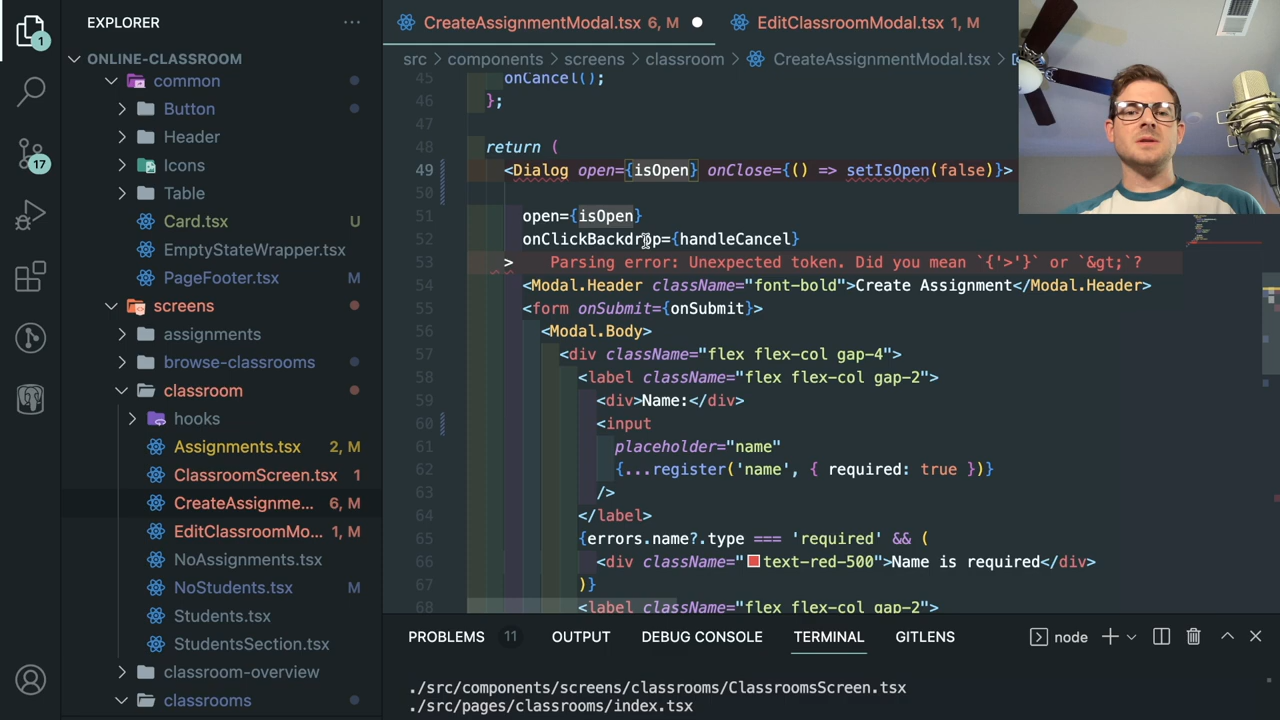 EXPLORER
ONLINE-CLASSROOM
common
Button
Header
Icons
Table
Card.tsx U
EmptyStateWrapper.tsx
PageFooter.tsx
screens
assignments
browse-classrooms
classroom
hooks
Assignments.tsx 2, M
ClassroomScreen.tsx 1
CreateAssignme... 6, M
EditClassroomMo... 1, M
NoAssignments.tsx
NoStudents.tsx
Students.tsx
StudentsSection.tsx
classroom-overview
classrooms
1
17
CreateAssignmentModal.tsx 6, M
EditClassroomModal.tsx 1, M
src > components > screens > classroom > CreateAssignmentModal.tsx >
45 onCancel();
46 };
47
48 return (
49 <Dialog open={isOpen} onClose={() => setIsOpen(false)}>
50
51 open={isOpen}
52 onClickBackdrop={handleCancel}
53 > Parsing error: Unexpected token. Did you mean `{'>'}` or `&gt;`?
54 <Modal.Header className="font-bold">Create Assignment</Modal.Header>
55 <form onSubmit={onSubmit}>
56 <Modal.Body>
57 <div className="flex flex-col gap-4">
58 <label className="flex flex-col gap-2">
59 <div>Name:</div>
60 <input
61 placeholder="name"
62 {...register('name', { required: true })}
63 />
64 </label>
65 {errors.name?.type === 'required' && (
66 <div className="text-red-500">Name is required</div>
67 )}
68 <label className="flex flex-col gap-2">
PROBLEMS 11 OUTPUT DEBUG CONSOLE TERMINAL GITLENS node
./src/components/screens/classrooms/ClassroomsScreen.tsx
./src/pages/classrooms/index.tsx